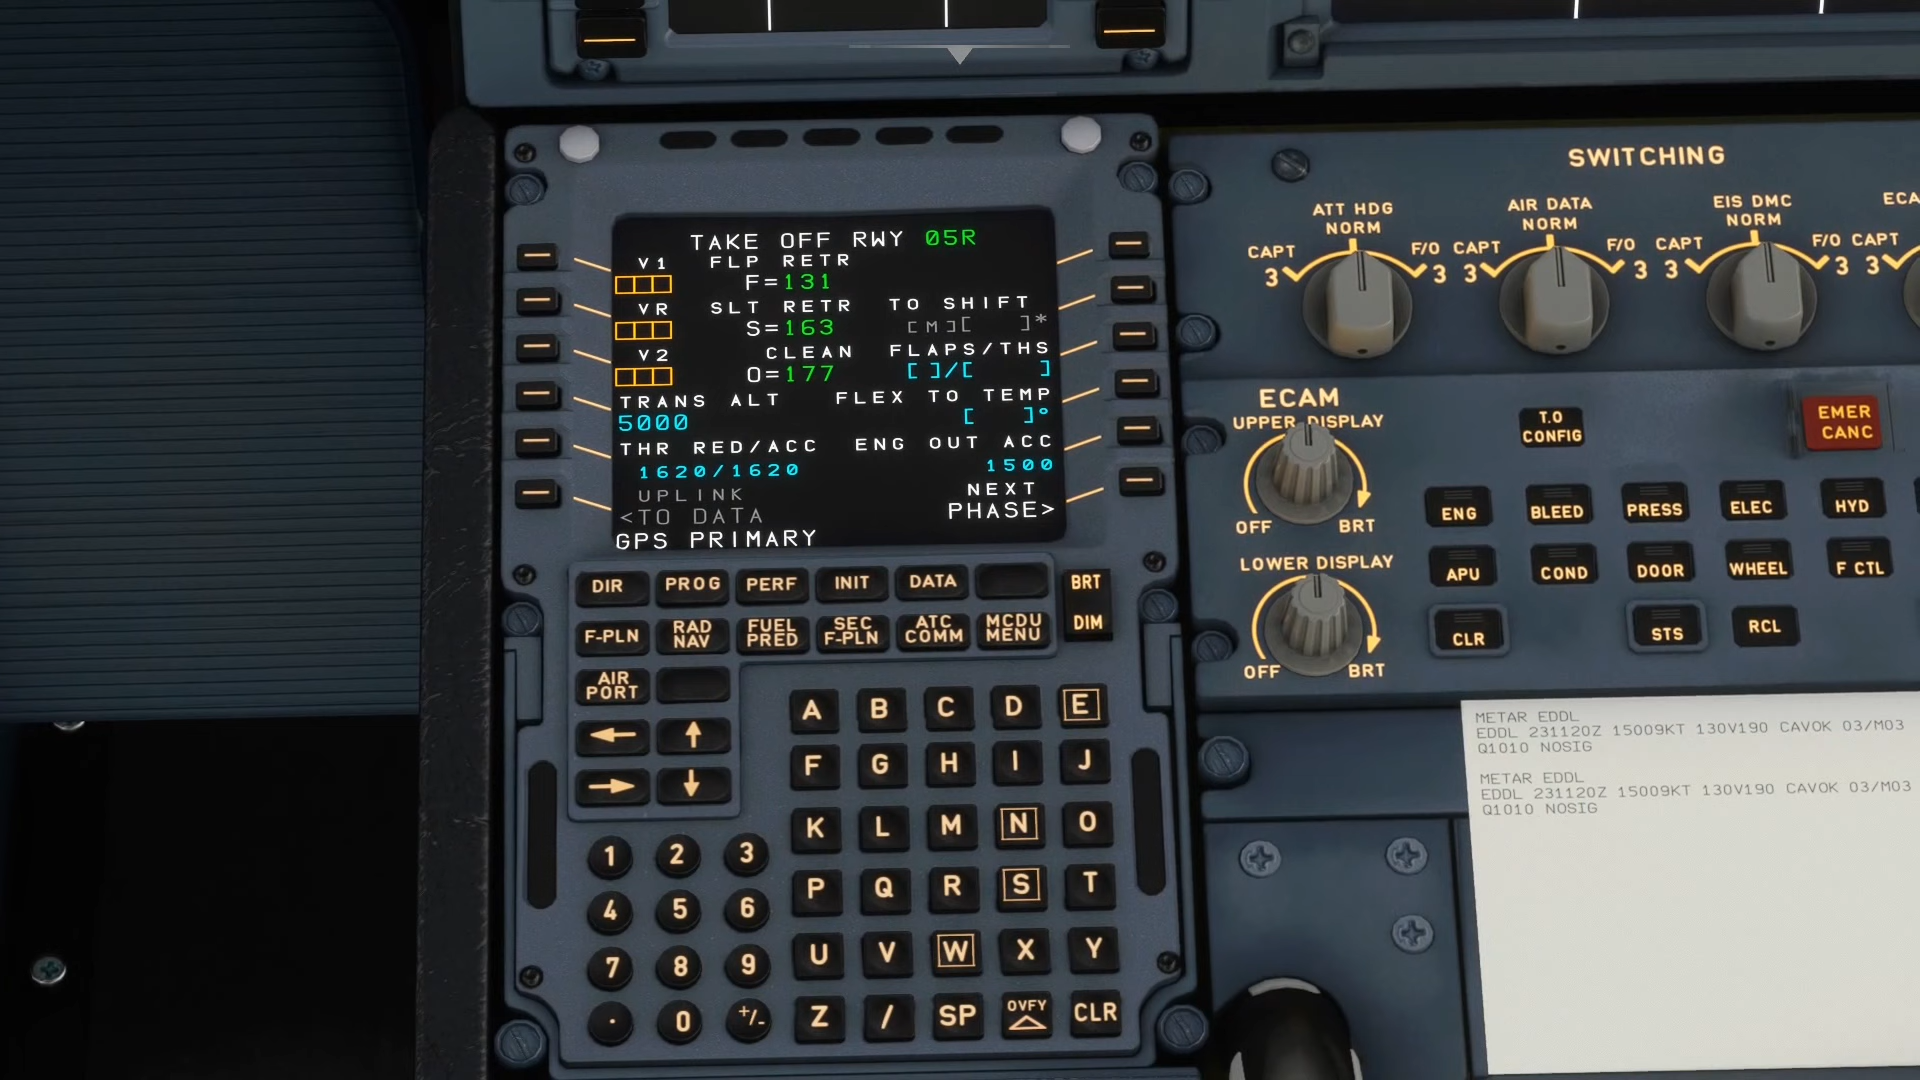 TAKE OFF RWY 05R
V1 FLP RETR
F=131
VR SLT RETR TO SHIFT
S=163 [M][ ]*
V2 CLEAN FLAPS/THS
O=177 [ ]/[ ]
TRANS ALT FLEX TO TEMP
5000 [ ]°
THR RED/ACC ENG OUT ACC
1620/1620 1500
UPLINK NEXT
<TO DATA PHASE>
GPS PRIMARY
DIR PROG PERF INIT DATA BRT
F-PLN RAD NAV FUEL PRED SEC F-PLN ATC COMM MCDU MENU DIM
AIR PORT
A B C D E
F G H I J
K L M N O
1 2 3
P Q R S T
4 5 6
U V W X Y
7 8 9
Z / SP OVFY CLR
. 0 +/-
SWITCHING
ATT HDG AIR DATA EIS DMC ECA
NORM NORM NORM
CAPT F/O CAPT F/O CAPT F/O CAPT
3 3 3 3 3 3 3
ECAM
UPPER DISPLAY
OFF BRT
T.O CONFIG
EMER CANC
ENG BLEED PRESS ELEC HYD
LOWER DISPLAY
OFF BRT
APU COND DOOR WHEEL F CTL
CLR STS RCL
METAR EDDL
EDDL 231120Z 15009KT 130V190 CAVOK 03/M03
Q1010 NOSIG
METAR EDDL
EDDL 231120Z 15009KT 130V190 CAVOK 03/M03
Q1010 NOSIG